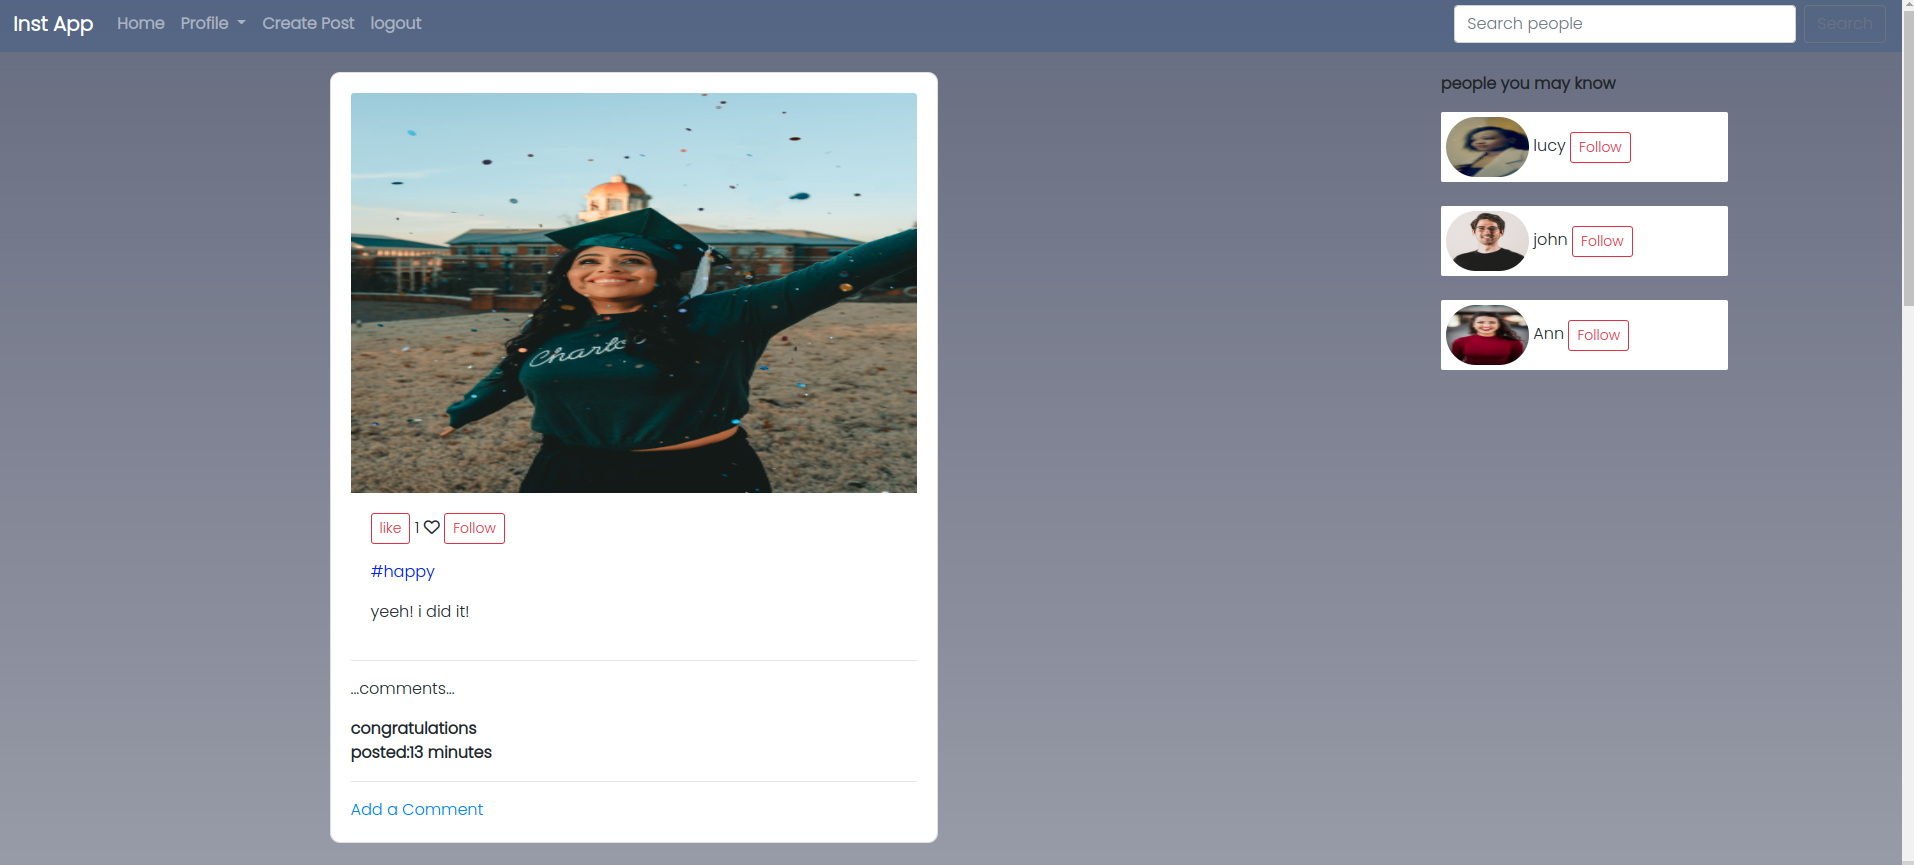 Inst App Home Profile Create Post logout Search people Search
people you may know
lucy Follow
john Follow
Ann Follow
like 1 Follow
#happy
yeeh! i did it!
...comments...
congratulations
posted:13 minutes
Add a Comment